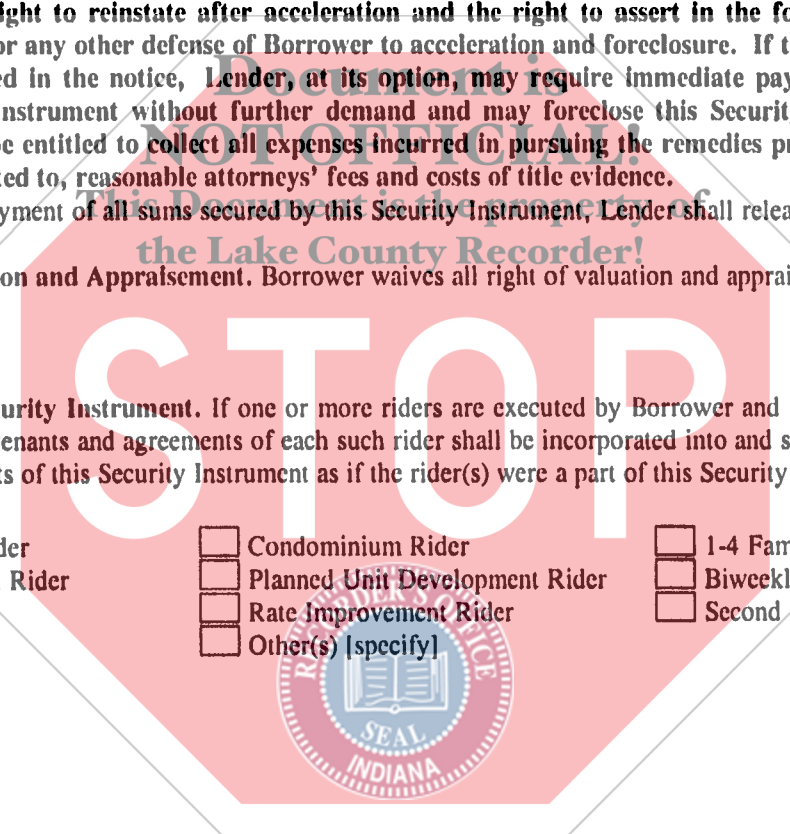 ight to reinstate after acceleration and the right to assert in the fo
or any other defense of Borrower to acceleration and foreclosure. If t
ed in the notice, Lender, at its option, may require immediate pay
nstrument without further demand and may foreclose this Securit
e entitled to collect all expenses incurred in pursuing the remedies pr
ted to, reasonable attorneys' fees and costs of title evidence.
yment of all sums secured by this Security Instrument, Lender shall relea
on and Appraisement. Borrower waives all right of valuation and apprai
Document is
NOT OFFICIAL!
This Document is the property of
the Lake County Recorder!
STOP
urity Instrument. If one or more riders are executed by Borrower and
enants and agreements of each such rider shall be incorporated into and s
ts of this Security Instrument as if the rider(s) were a part of this Security
der
Rider
Condominium Rider
Planned Unit Development Rider
Rate Improvement Rider
Other(s) [specify]
1-4 Fam
Biweekl
Second
RECORDER'S OFFICE
SEAL
INDIANA